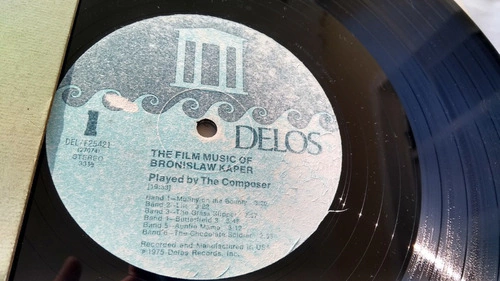 DELOS
DEL/F25421
STEREO
33⅓
THE FILM MUSIC OF
BRONISLAW KAPER
Played by The Composer
Band 1—Mutiny on the Bounty
Band 2—Lili
Band 3—The Glass Slipper
Band 4—Butterfield 8
Band 5—Auntie Mame
Band 6—The Chocolate Soldier
Recorded and Manufactured in USA
℗1975 Delos Records, Inc.